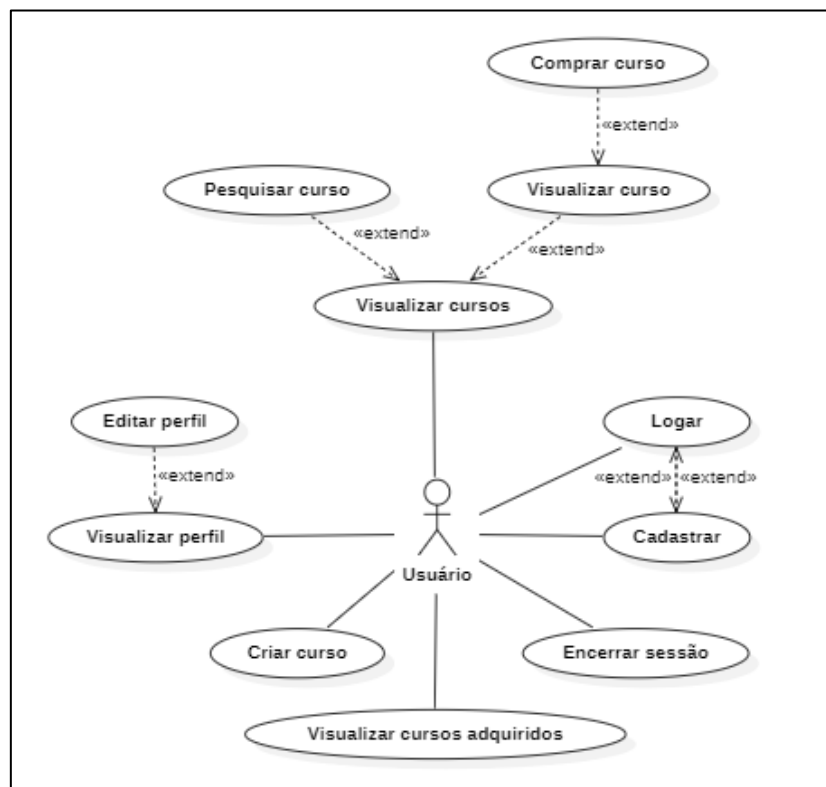 Comprar curso
«extend»
Pesquisar curso
Visualizar curso
«extend»
«extend»
Visualizar cursos
Editar perfil
Logar
«extend»
«extend»
«extend»
Visualizar perfil
Cadastrar
Usuário
Criar curso
Encerrar sessão
Visualizar cursos adquiridos